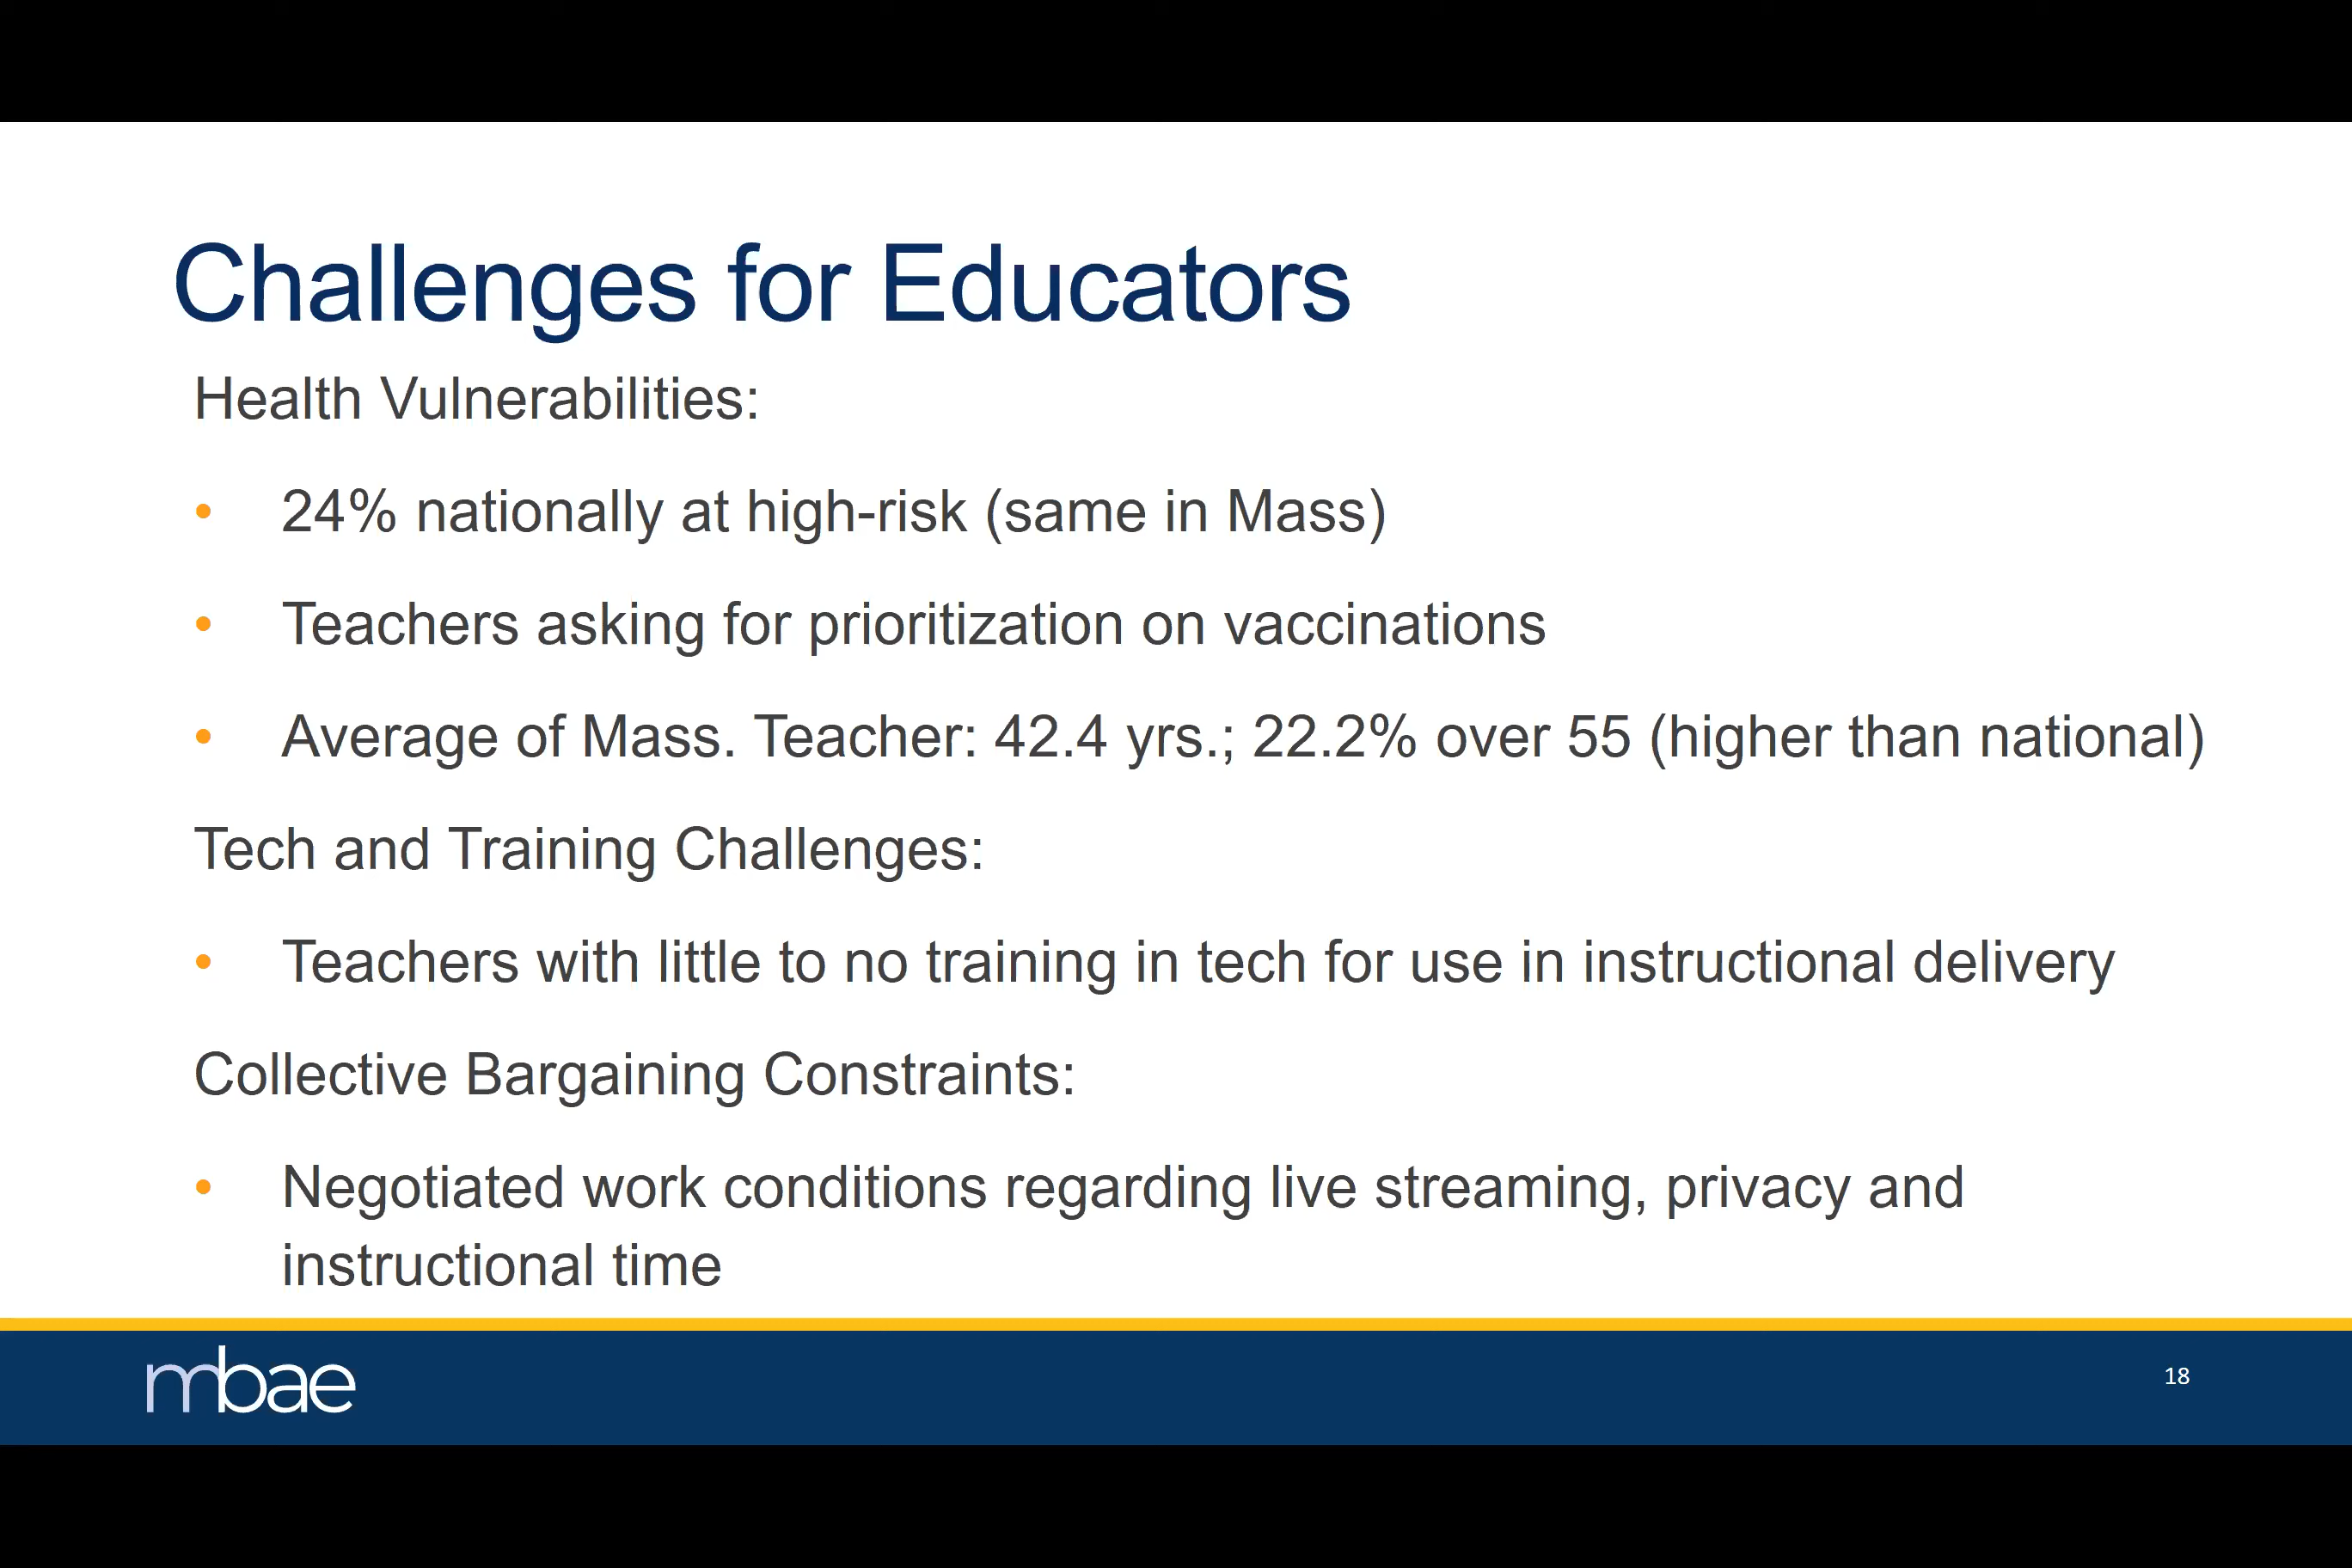 Challenges for Educators
Health Vulnerabilities:
• 24% nationally at high-risk (same in Mass)
• Teachers asking for prioritization on vaccinations
• Average of Mass. Teacher: 42.4 yrs.; 22.2% over 55 (higher than national)
Tech and Training Challenges:
• Teachers with little to no training in tech for use in instructional delivery
Collective Bargaining Constraints:
• Negotiated work conditions regarding live streaming, privacy and
instructional time
mbae
18